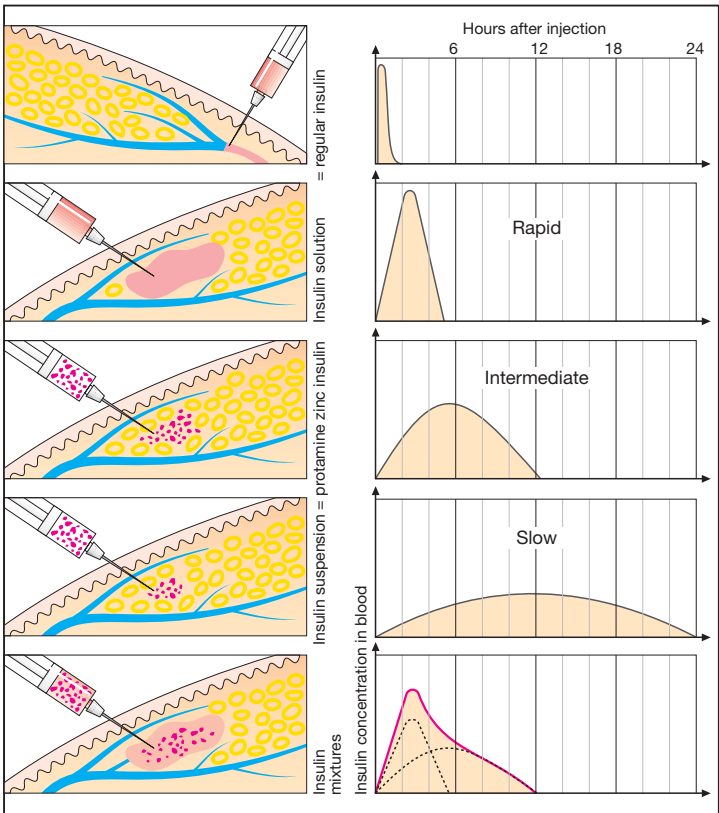 Hours after injection
6 12 18 24
= regular insulin
Insulin solution
Rapid
= protamine zinc insulin
Intermediate
Insulin suspension
Slow
Insulin concentration in blood
Insulin
mixtures